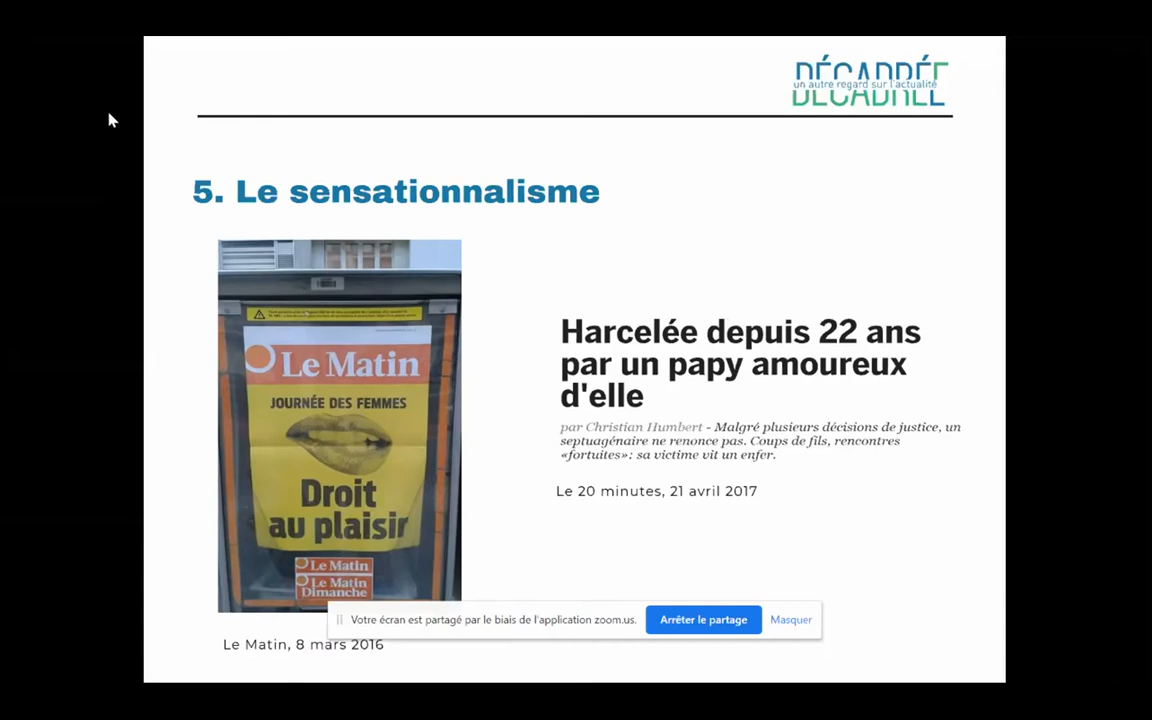 DÉCADRÉE
un autre regard sur l'actualité
5. Le sensationnalisme
Le Matin
JOURNÉE DES FEMMES
Droit
au plaisir
Le Matin
Le Matin
Dimanche
Le Matin, 8 mars 2016
Harcelée depuis 22 ans
par un papy amoureux
d'elle
par Christian Humbert - Malgré plusieurs décisions de justice, un
septuagénaire ne renonce pas. Coups de fils, rencontres
«fortuites»: sa victime vit un enfer.
Le 20 minutes, 21 avril 2017
Votre écran est partagé par le biais de l'application zoom.us.
Arrêter le partage
Masquer